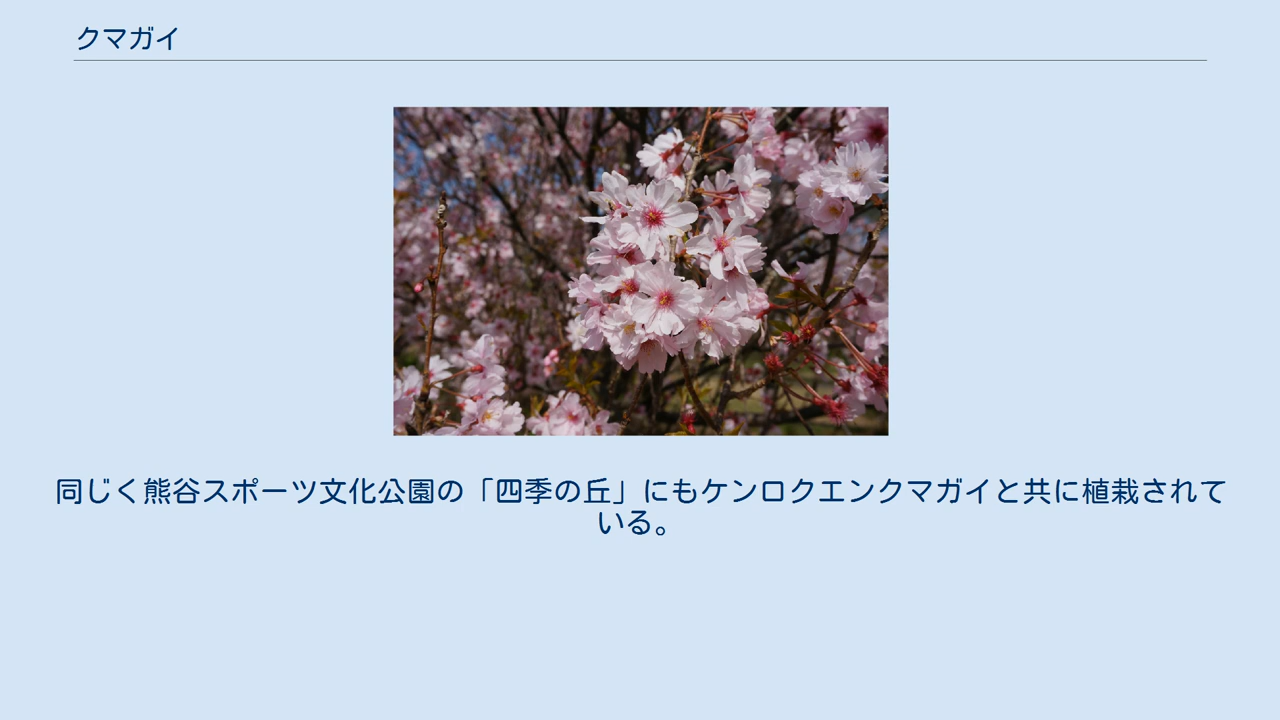 クマガイ
同じく熊谷スポーツ文化公園の「四季の丘」にもケンロクエンクマガイと共に植栽されて
いる。